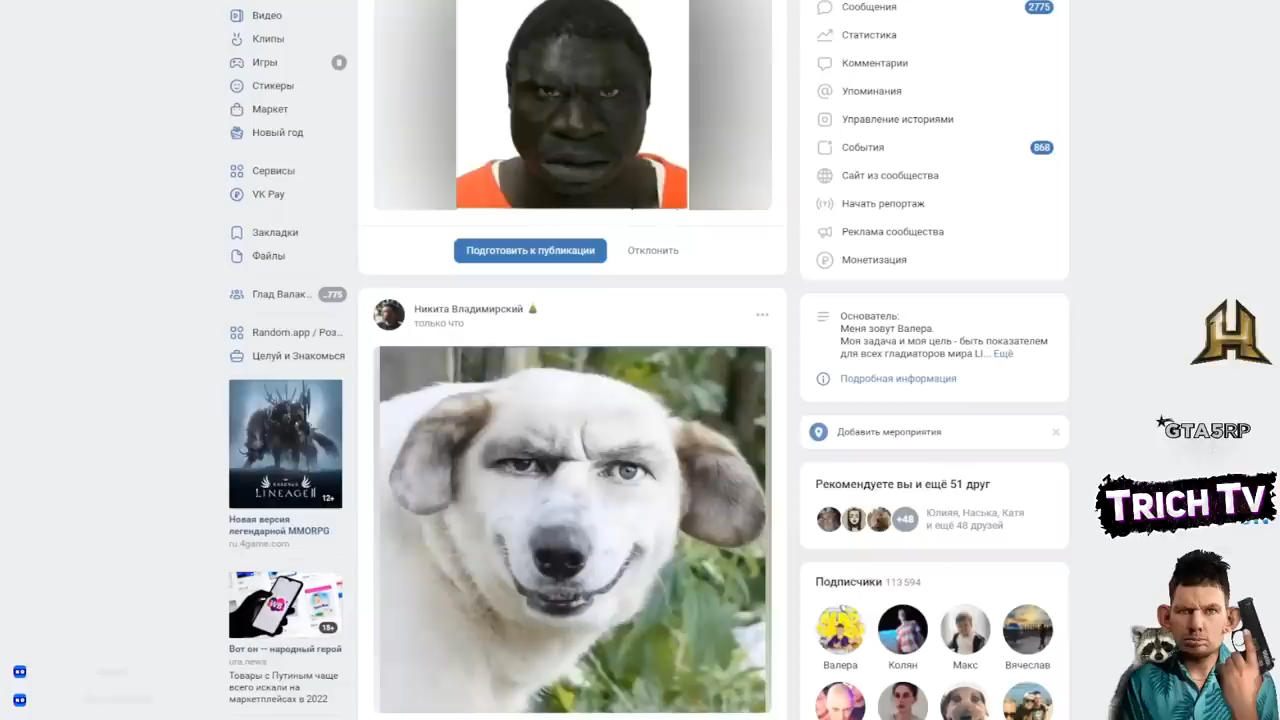 Видео
Клипы
Игры
Стикеры
Маркет
Новый год
Сервисы
VK Pay
Закладки
Файлы
Глад Валак... ..775
Random.app / Роз...
Целуй и Знакомься
LINEAGE II
12+
Новая версия
легендарной MMORPG
ru.4game.com
18+
Вот он -- народный герой
ura.news
Товары с Путиным чаще
всего искали на
маркетплейсах в 2022
Подготовить к публикации Отклонить
Никита Владимирский
только что
Сообщения 2775
Статистика
Комментарии
Упоминания
Управление историями
События 868
Сайт из сообщества
Начать репортаж
Реклама сообщества
Монетизация
Основатель:
Меня зовут Валера.
Моя задача и моя цель - быть показателем
для всех гладиаторов мира LI... Ещё
Подробная информация
Добавить мероприятия
Рекомендуете вы и ещё 51 друг
+48
Юлияя, Наська, Катя
и ещё 48 друзей
Подписчики 113 594
Валера Колян Макс Вячеслав
GTA5RP
TRICH TV